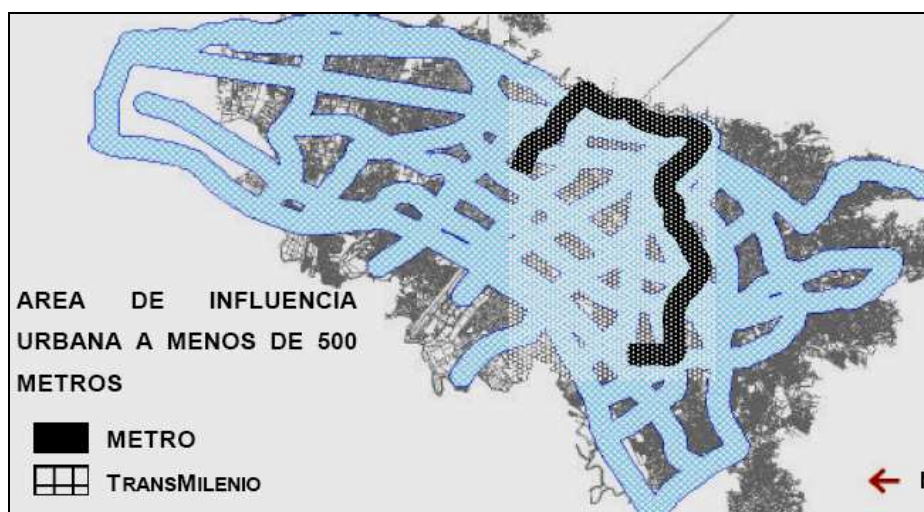 AREA DE INFLUENCIA
URBANA A MENOS DE 500
METROS
METRO
TRANSMILENIO